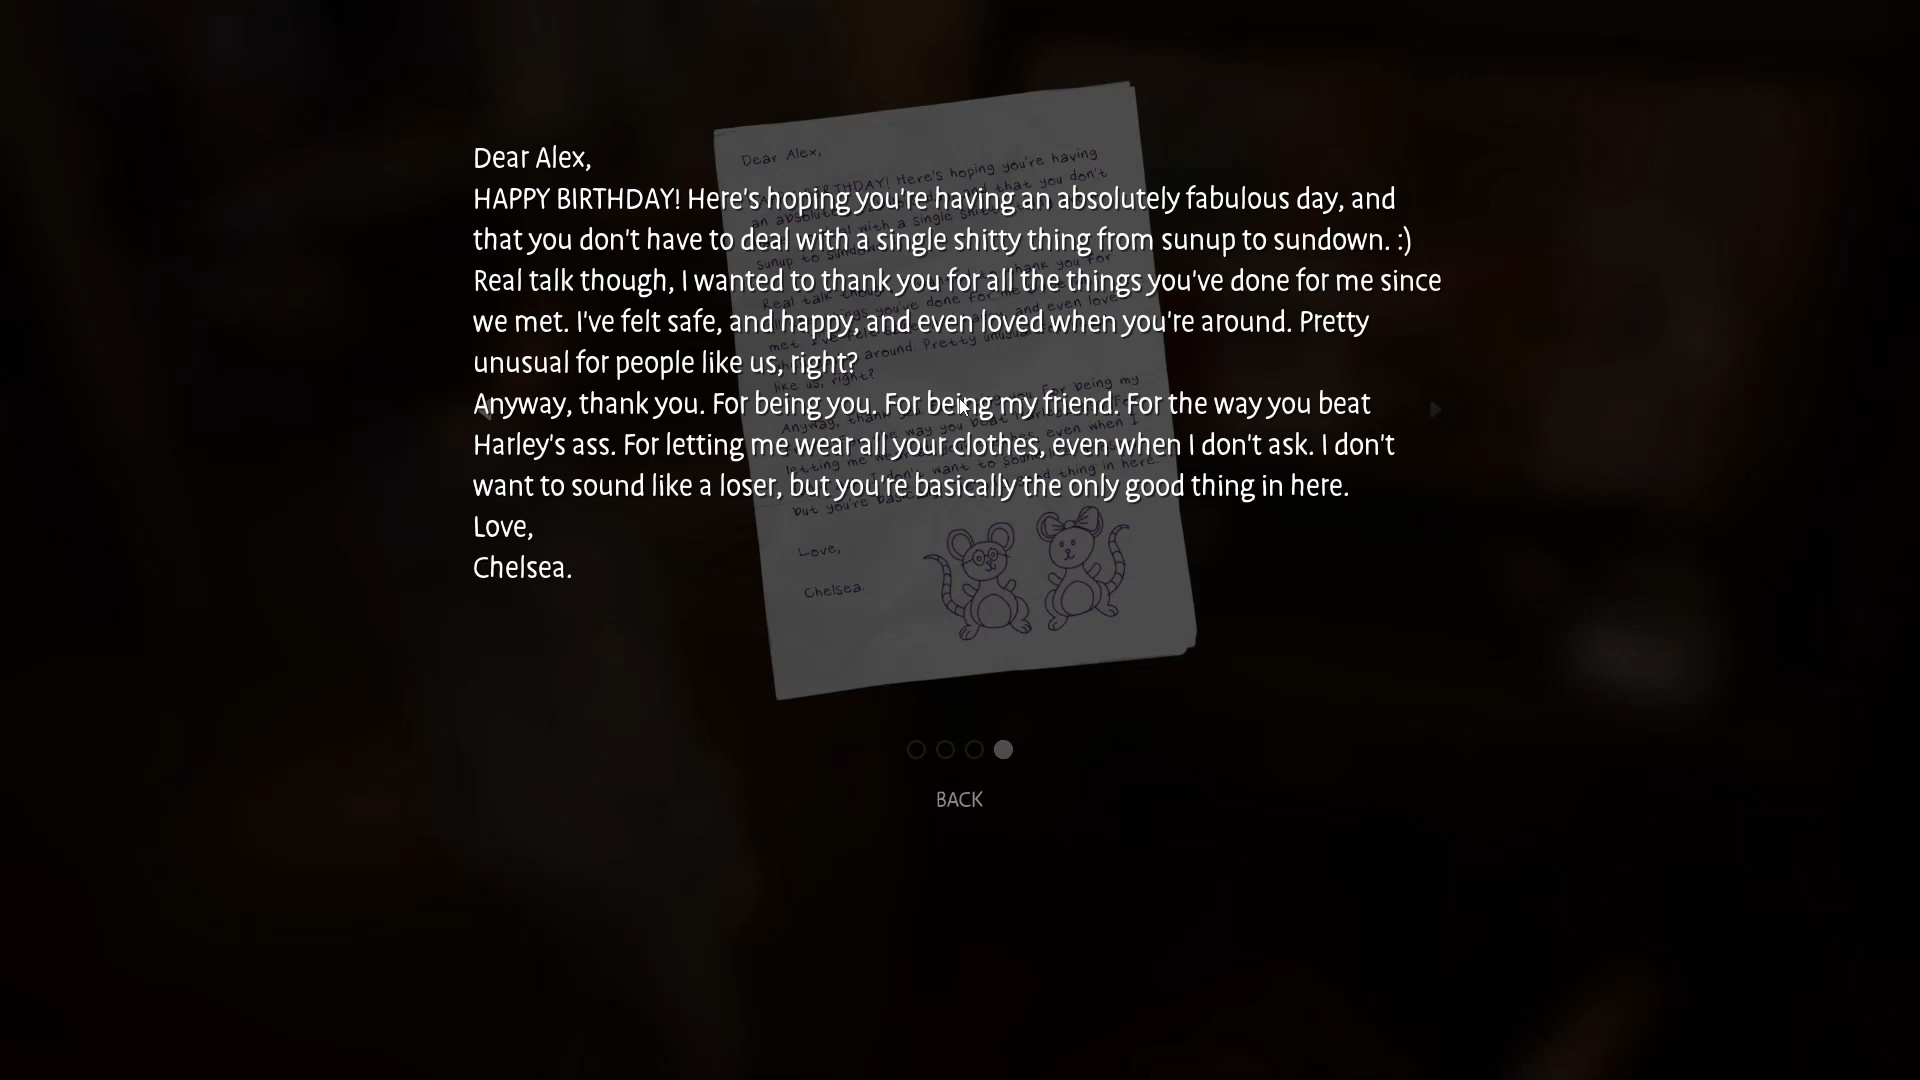 Dear Alex,
HAPPY BIRTHDAY! Here's hoping you're having an absolutely fabulous day, and
that you don't have to deal with a single shitty thing from sunup to sundown. :)
Real talk though, I wanted to thank you for all the things you've done for me since
we met. I've felt safe, and happy, and even loved when you're around. Pretty
unusual for people like us, right?
Anyway, thank you. For being you. For being my friend. For the way you beat
Harley's ass. For letting me wear all your clothes, even when I don't ask. I don't
want to sound like a loser, but you're basically the only good thing in here.
Love,
Chelsea.
Dear Alex,
Love,
Chelsea.
BACK